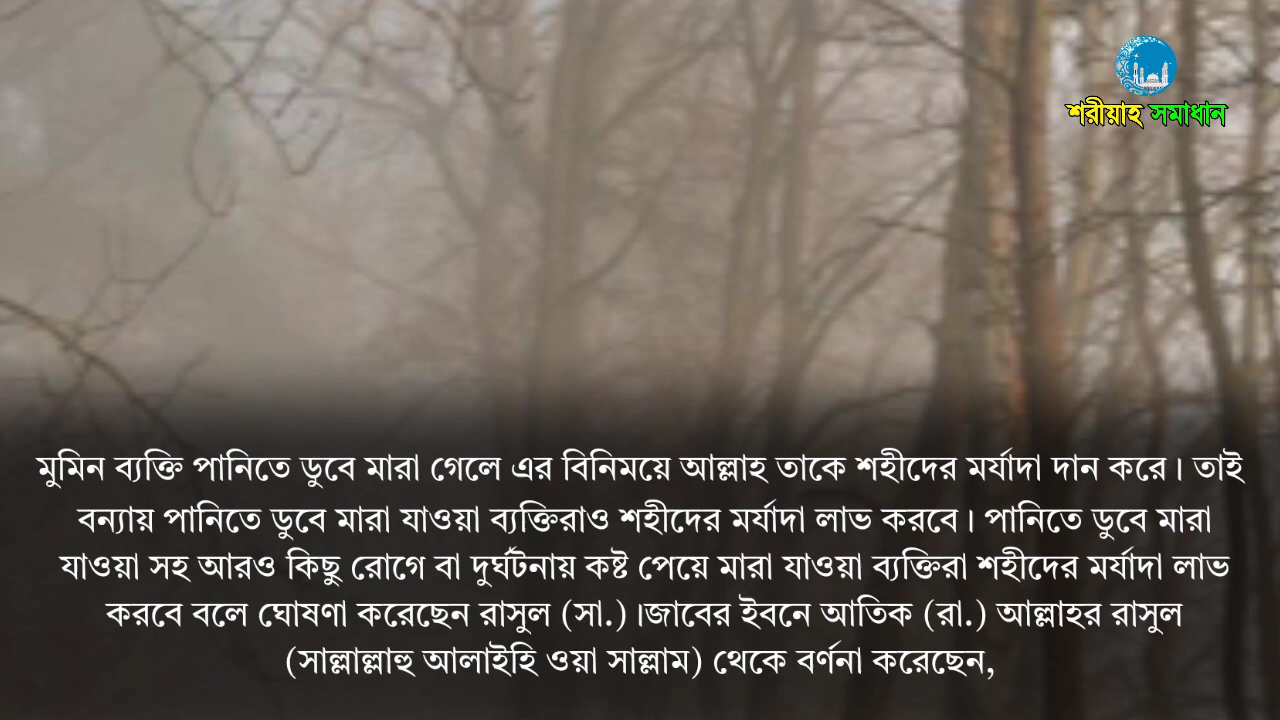 শরীয়াহ সমাধান
মুমিন ব্যক্তি পানিতে ডুবে মারা গেলে এর বিনিময়ে আল্লাহ তাকে শহীদের মর্যাদা দান করে। তাই
বন্যায় পানিতে ডুবে মারা যাওয়া ব্যক্তিরাও শহীদের মর্যাদা লাভ করবে। পানিতে ডুবে মারা
যাওয়া সহ আরও কিছু রোগে বা দুর্ঘটনায় কষ্ট পেয়ে মারা যাওয়া ব্যক্তিরা শহীদের মর্যাদা লাভ
করবে বলে ঘোষণা করেছেন রাসুল (সা.)।জাবের ইবনে আতিক (রা.) আল্লাহর রাসুল
(সাল্লাল্লাহু আলাইহি ওয়া সাল্লাম) থেকে বর্ণনা করেছেন,